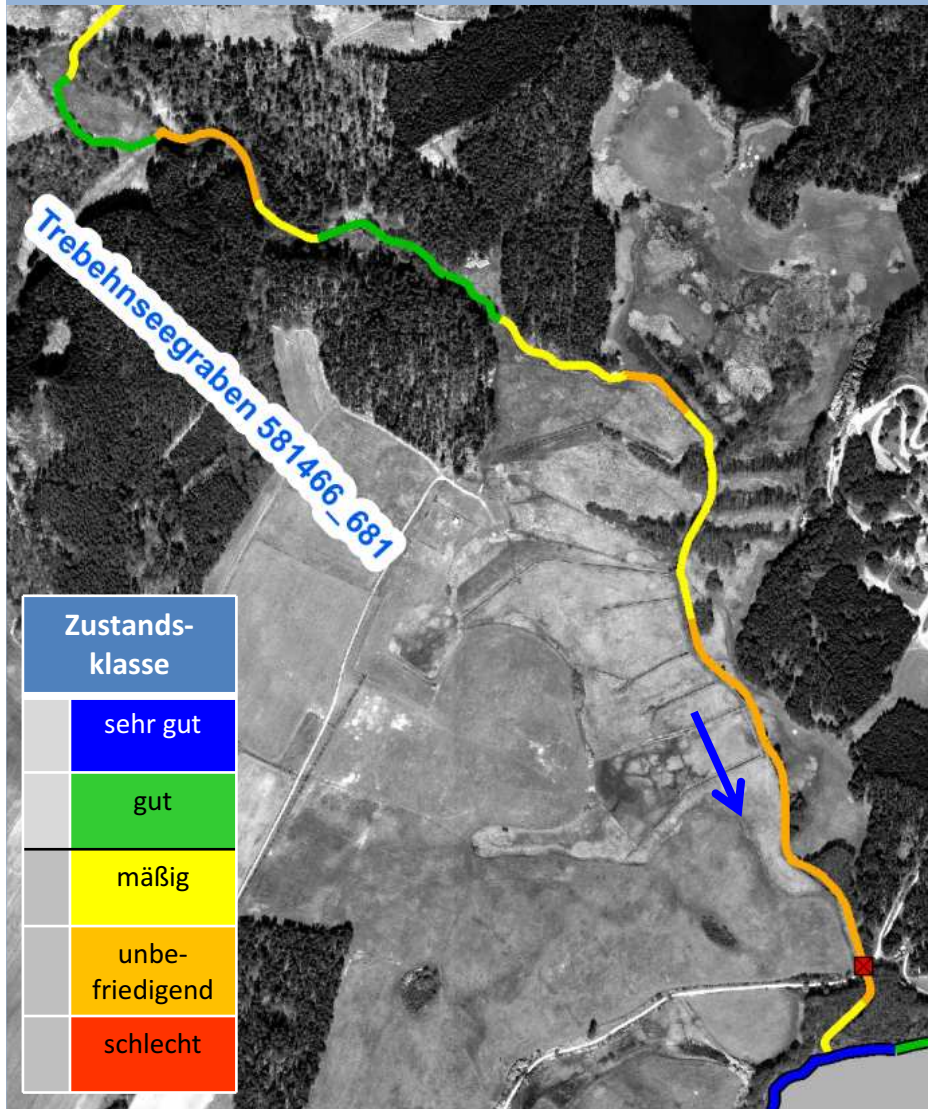 Trebehnseegraben 581466_681
Zustands-
klasse
sehr gut
gut
mäßig
unbe-
friedigend
schlecht